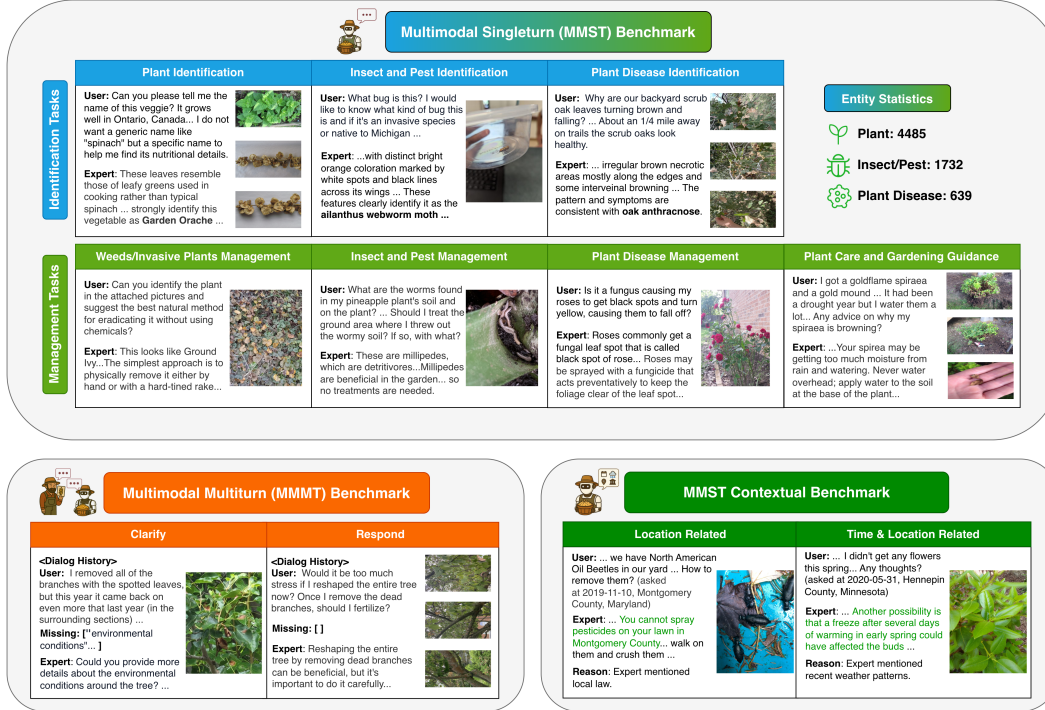 Multimodal Singleturn (MMST) Benchmark
Identification Tasks
Plant Identification
User: Can you please tell me the
name of this veggie? It grows
well in Ontario, Canada... I do not
want a generic name like
"spinach" but a specific name to
help me find its nutritional details.
Expert: These leaves resemble
those of leafy greens used in
cooking rather than typical
spinach ... strongly identify this
vegetable as Garden Orache ...
Insect and Pest Identification
User: What bug is this? I would
like to know what kind of bug this
is and if it's an invasive species
or native to Michigan ...
Expert: ...with distinct bright
orange coloration marked by
white spots and black lines
across its wings ... These
features clearly identify it as the
ailanthus webworm moth ...
Plant Disease Identification
User: Why are our backyard scrub
oak leaves turning brown and
falling? ... About an 1/4 mile away
on trails the scrub oaks look
healthy.
Expert: ... irregular brown necrotic
areas mostly along the edges and
some interveinal browning ... The
pattern and symptoms are
consistent with oak anthracnose.
Entity Statistics
Plant: 4485
Insect/Pest: 1732
Plant Disease: 639
Management Tasks
Weeds/Invasive Plants Management
User: Can you identify the plant
in the attached pictures and
suggest the best natural method
for eradicating it without using
chemicals?
Expert: This looks like Ground
Ivy...The simplest approach is to
physically remove it either by
hand or with a hard-tined rake...
Insect and Pest Management
User: What are the worms found
in my pineapple plant's soil and
on the plant? ... Should I treat the
ground area where I threw out
the wormy soil? If so, with what?
Expert: These are millipedes,
which are detritivores...Millipedes
are beneficial in the garden... so
no treatments are needed.
Plant Disease Management
User: Is it a fungus causing my
roses to get black spots and turn
yellow, causing them to fall off?
Expert: Roses commonly get a
fungal leaf spot that is called
black spot of rose... Roses may
be sprayed with a fungicide that
acts preventatively to keep the
foliage clear of the leaf spot...
Plant Care and Gardening Guidance
User: I got a goldflame spiraea
and a gold mound ... It had been
a drought year but I water them a
lot... Any advice on why my
spiraea is browning?
Expert: ...Your spirea may be
getting too much moisture from
rain and watering. Never water
overhead; apply water to the soil
at the base of the plant...
Multimodal Multiturn (MMMT) Benchmark
Clarify
<Dialog History>
User: I removed all of the
branches with the spotted leaves,
but this year it came back on
even more that last year (in the
surrounding sections) ...
Missing: ["environmental
conditions"... ]
Expert: Could you provide more
details about the environmental
conditions around the tree? ...
Respond
<Dialog History>
User: Would it be too much
stress if I reshaped the entire tree
now? Once I remove the dead
branches, should I fertilize?
Missing: [ ]
Expert: Reshaping the entire
tree by removing dead branches
can be beneficial, but it's
important to do it carefully...
MMST Contextual Benchmark
Location Related
User: ... we have North American
Oil Beetles in our yard ... How to
remove them? (asked
at 2019-11-10, Montgomery
County, Maryland)
Expert: ... You cannot spray
pesticides on your lawn in
Montgomery County... walk on
them and crush them ...
Reason: Expert mentioned
local law.
Time & Location Related
User: ... I didn't get any flowers
this spring... Any thoughts?
(asked at 2020-05-31, Hennepin
County, Minnesota)
Expert: ... Another possibility is
that a freeze after several days
of warming in early spring could
have affected the buds ...
Reason: Expert mentioned
recent weather patterns.